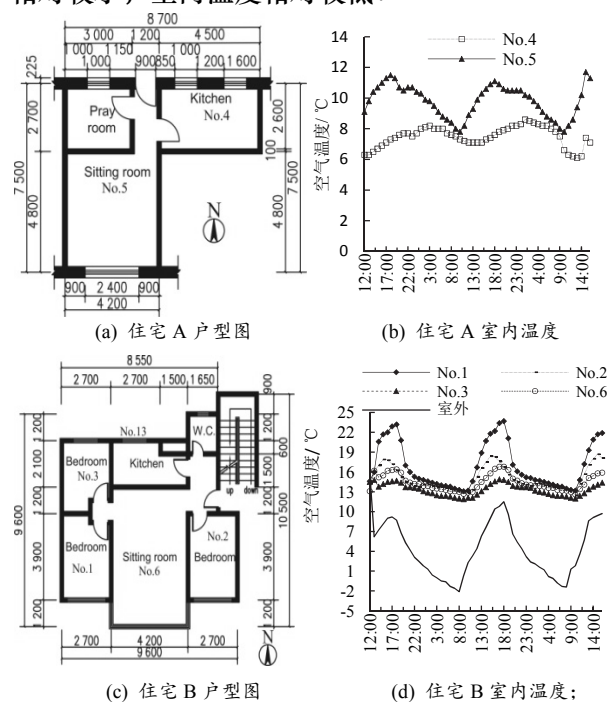 8 700
3 000 1 200 4 500
1 000 1 150 1 000
1 000 900 850 1 200 1 600
225
2 700
7 500
4 800
Pray
room
Kitchen
No.4
Sitting room
No.5
N
2 600
100
7 500
4 800
900 2 400 900
4 200
(a) 住宅 A 户型图
No.4
No.5
空气温度/ ℃
14
12
10
8
6
4
2
0
12:00 17:00 22:00 3:00 8:00 13:00 18:00 23:00 4:00 9:00 14:00
(b) 住宅 A 室内温度
8 550
2 700 2 700 1 500 1 650
900
1 200
2 100
1 200
3 900
1 200
9 600
No.13
W.C.
Kitchen
Bedroom
No.3
up down
Bedroom
No.1
Sitting room
No.6
No.2
Bedroom
1 200
600
1 500
1 200
3 900
1 200
10 500
2 700 4 200 2 700
9 600
N
(c) 住宅 B 户型图
No.1 No.2
No.3 No.6
室外
空气温度/ ℃
25
22
19
16
13
10
7
4
1
-2
-5
12:00 17:00 22:00 3:00 8:00 13:00 18:00 23:00 4:00 9:00 14:00
(d) 住宅 B 室内温度;